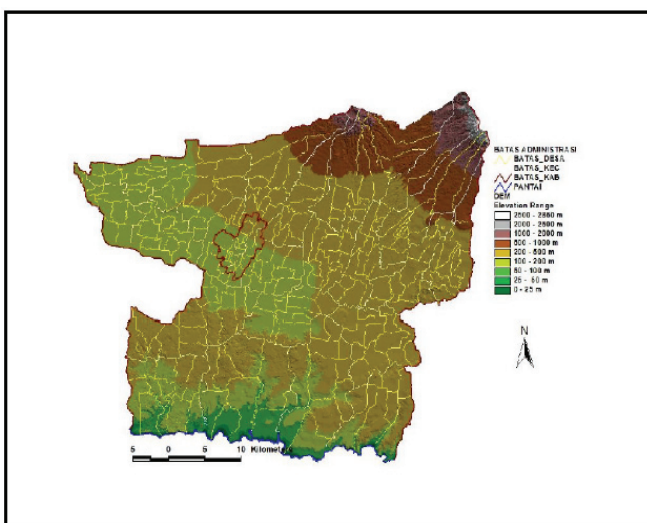 BATAS ADMINISTRASI
BATAS_DESA
BATAS_KEC
BATAS_KAB
PANTAI
DEM
Elevation Range
2000 - 2500 m
1000 - 2000 m
500 - 1000 m
200 - 500 m
100 - 200 m
50 - 100 m
25 - 50 m
0 - 25 m
N
5 0 5 10 Kilometers